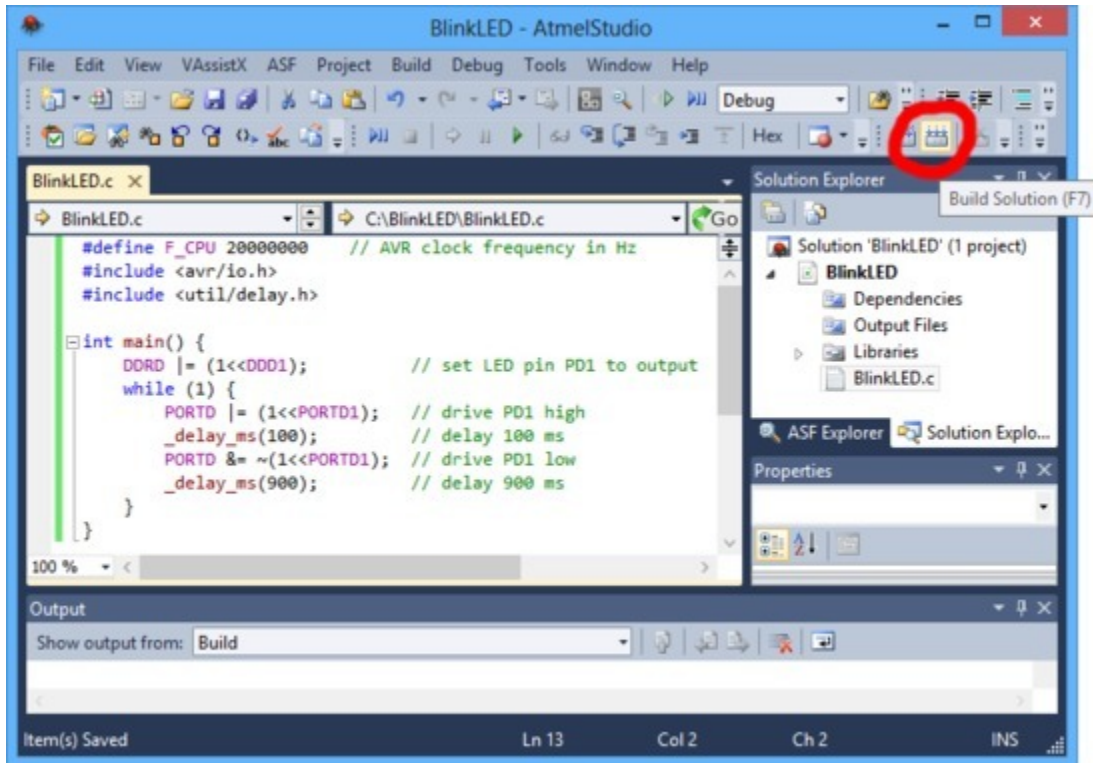 BlinkLED - AtmelStudio
File Edit View VAssistX ASF Project Build Debug Tools Window Help
Debug
Hex
BlinkLED.c
Solution Explorer
Build Solution (F7)
BlinkLED.c
C:\BlinkLED\BlinkLED.c
Go
#define F_CPU 20000000 // AVR clock frequency in Hz
#include <avr/io.h>
#include <util/delay.h>
int main() {
DDRD |= (1<<DDD1); // set LED pin PD1 to output
while (1) {
PORTD |= (1<<PORTD1); // drive PD1 high
_delay_ms(100); // delay 100 ms
PORTD &= ~(1<<PORTD1); // drive PD1 low
_delay_ms(900); // delay 900 ms
}
}
100 %
Solution 'BlinkLED' (1 project)
BlinkLED
Dependencies
Output Files
Libraries
BlinkLED.c
ASF Explorer Solution Explo...
Properties
Output
Show output from: Build
Item(s) Saved Ln 13 Col 2 Ch 2 INS